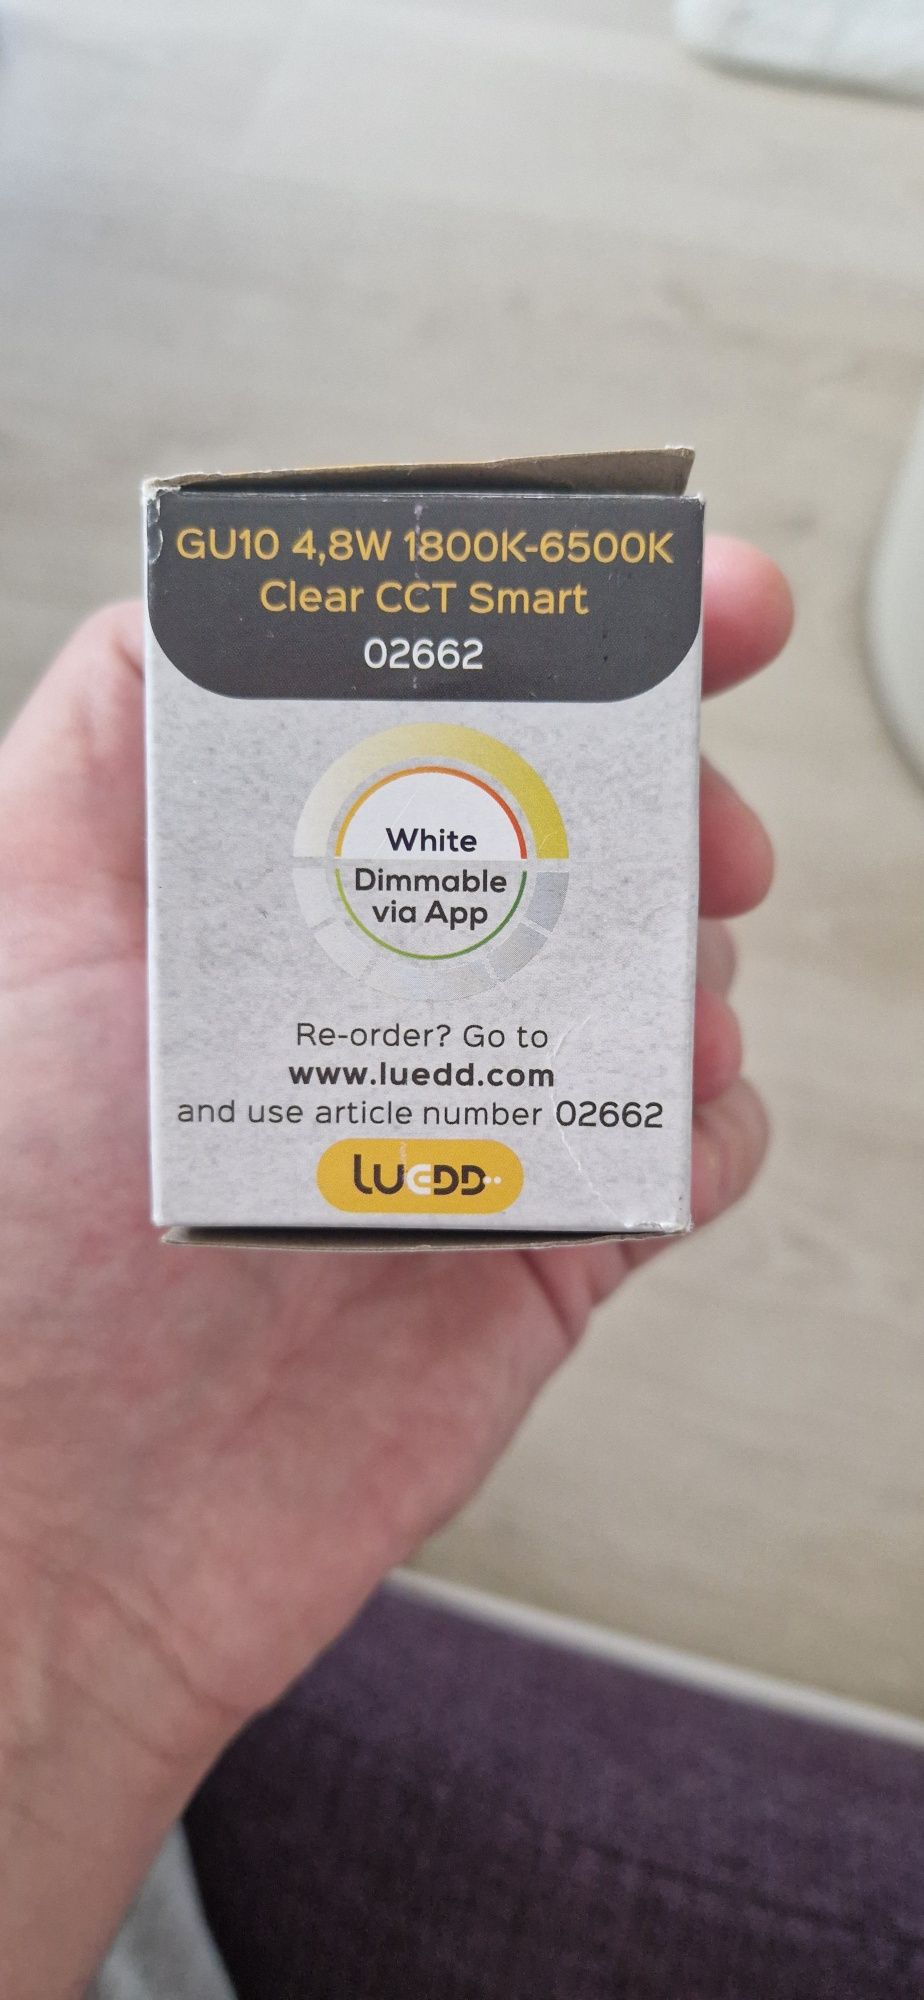 GU10 4,8W 1800K-6500K
Clear CCT Smart
02662
White
Dimmable
via App
Re-order? Go to
www.luedd.com
and use article number 02662
LUEDD